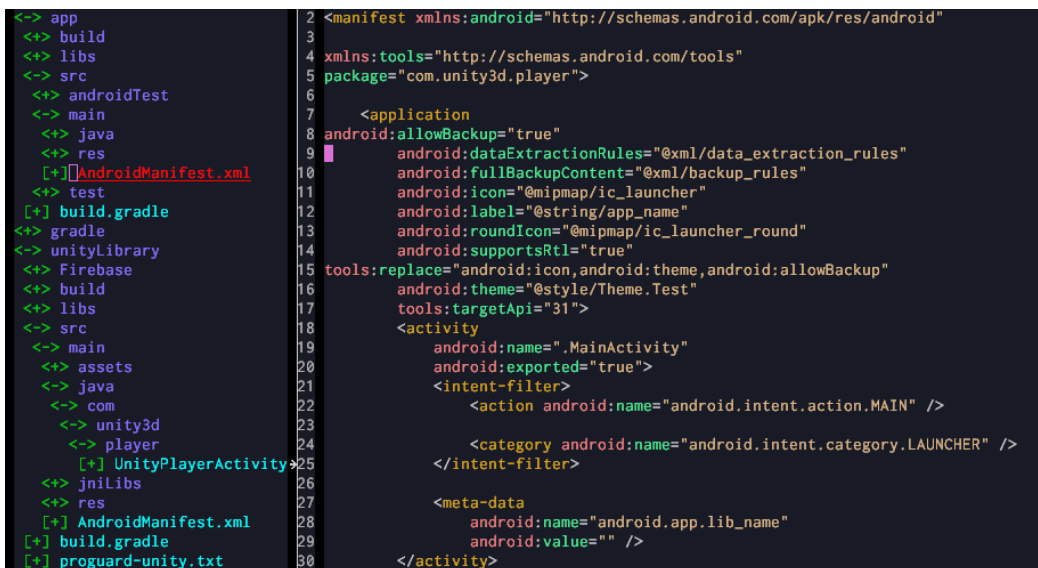 <-> app
<+> build
<+> libs
<-> src
<+> androidTest
<-> main
<+> java
<+> res
[+] AndroidManifest.xml
<+> test
[+] build.gradle
<+> gradle
<-> unityLibrary
<+> Firebase
<+> build
<+> libs
<-> src
<-> main
<+> assets
<-> java
<-> com
<-> unity3d
<-> player
[+] UnityPlayerActivity
<+> jniLibs
<+> res
[+] AndroidManifest.xml
[+] build.gradle
[+] proguard-unity.txt
2 <manifest xmlns:android="http://schemas.android.com/apk/res/android"
3
4 xmlns:tools="http://schemas.android.com/tools"
5 package="com.unity3d.player">
6
7 <application
8 android:allowBackup="true"
9 android:dataExtractionRules="@xml/data_extraction_rules"
10 android:fullBackupContent="@xml/backup_rules"
11 android:icon="@mipmap/ic_launcher"
12 android:label="@string/app_name"
13 android:roundIcon="@mipmap/ic_launcher_round"
14 android:supportsRtl="true"
15 tools:replace="android:icon,android:theme,android:allowBackup"
16 android:theme="@style/Theme.Test"
17 tools:targetApi="31">
18 <activity
19 android:name=".MainActivity"
20 android:exported="true">
21 <intent-filter>
22 <action android:name="android.intent.action.MAIN" />
23
24 <category android:name="android.intent.category.LAUNCHER" />
25 </intent-filter>
26
27 <meta-data
28 android:name="android.app.lib_name"
29 android:value="" />
30 </activity>